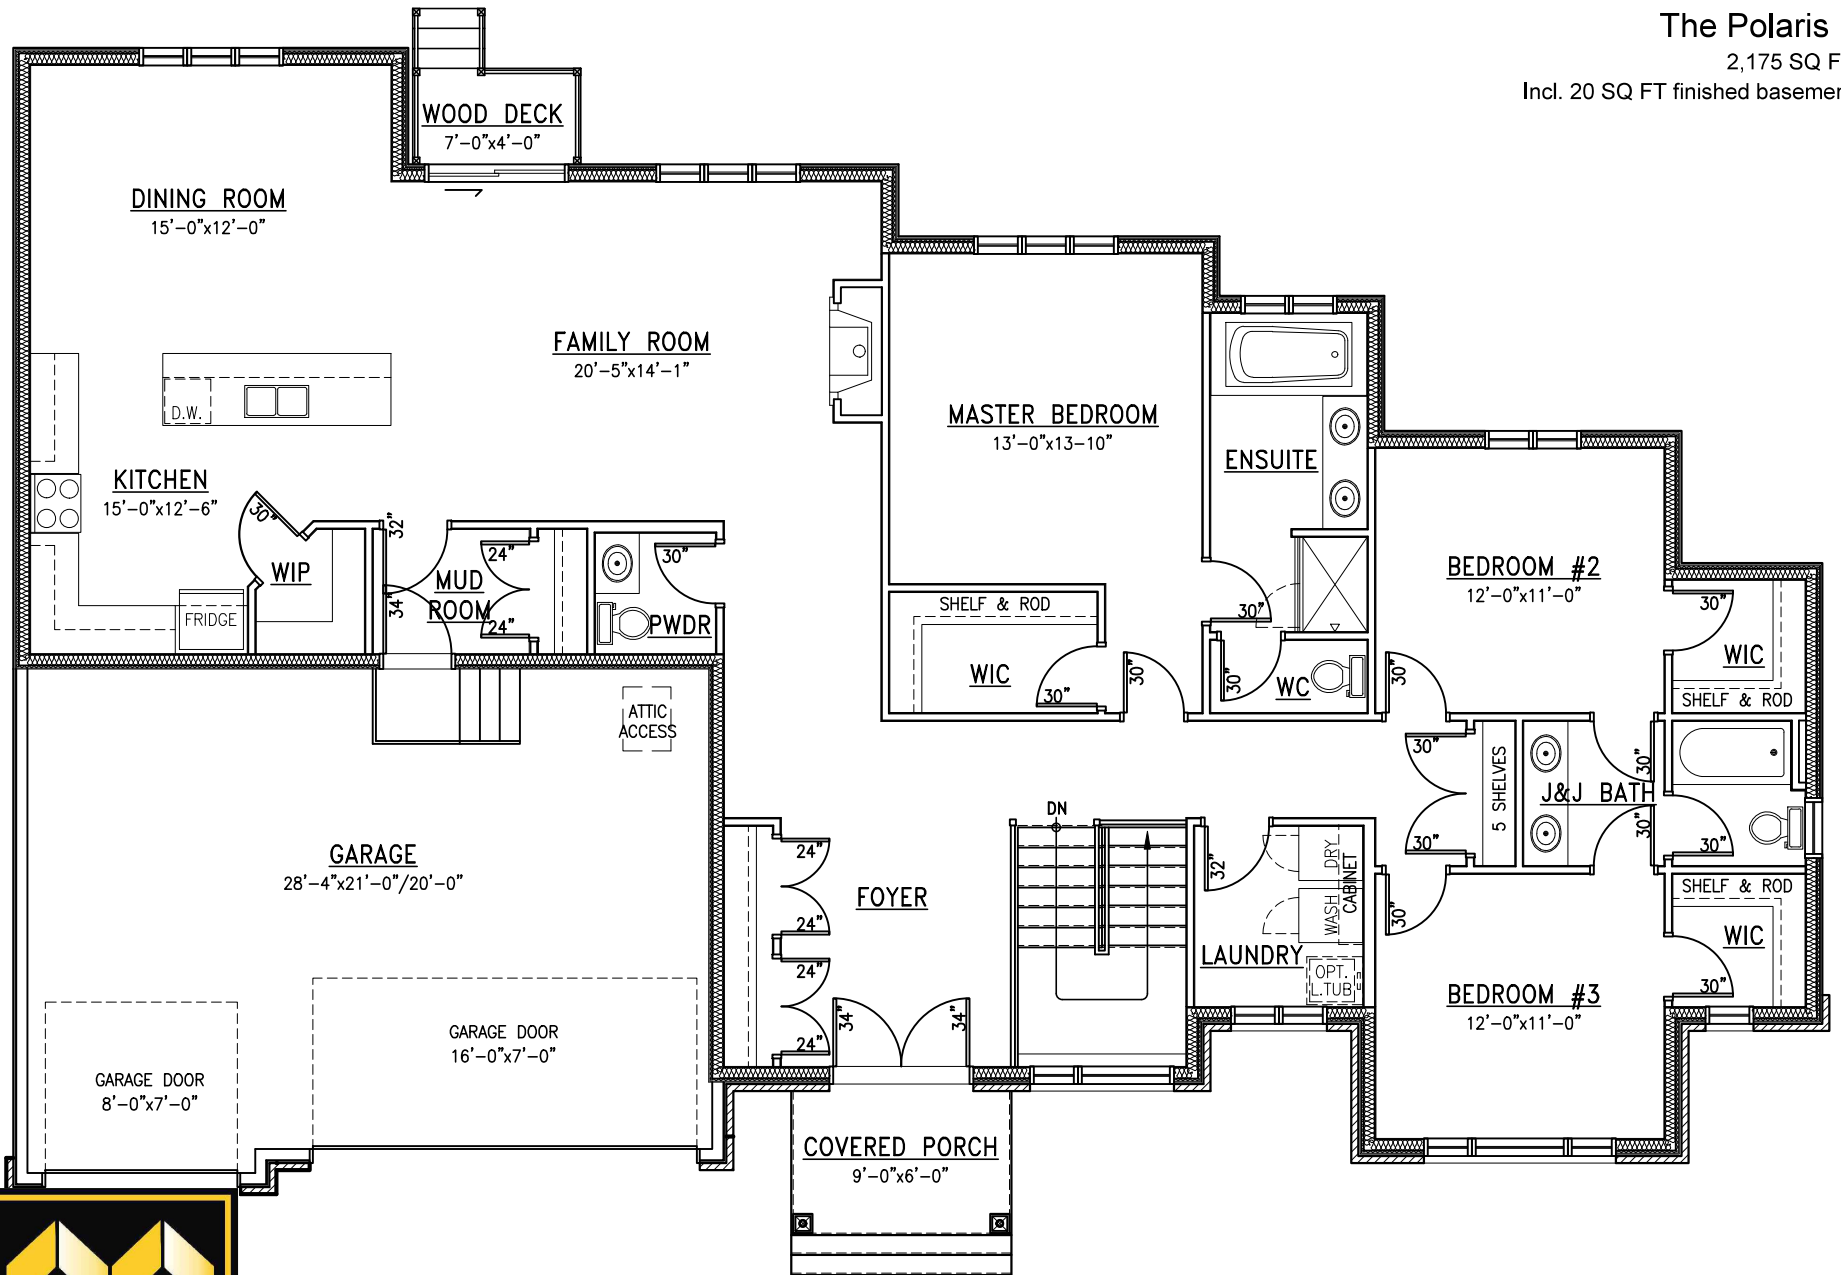 The Polaris
2,175 SQ F
Incl. 20 SQ FT finished basemen
WOOD DECK
7'-0"x4'-0"
DINING ROOM
15'-0"x12'-0"
FAMILY ROOM
20'-5"x14'-1"
D.W.
KITCHEN
15'-0"x12'-6"
MASTER BEDROOM
13'-0"x13-10"
ENSUITE
30"
32"
24"
30"
WIP
MUD
ROOM
34"
24"
PWDR
FRIDGE
BEDROOM #2
12'-0"x11'-0"
30"
SHELF & ROD
30"
WIC
30"
30"
30"
WC
30"
WIC
SHELF & ROD
ATTIC
ACCESS
30"
5 SHELVES
30"
30"
J&J BATH
30"
30"
DN
GARAGE
28'-4"x21'-0"/20'-0"
24"
24"
24"
24"
FOYER
32"
DRY
WASH
CABINET
LAUNDRY
OPT.
L.TUB
30"
SHELF & ROD
WIC
30"
BEDROOM #3
12'-0"x11'-0"
34"
34"
GARAGE DOOR
16'-0"x7'-0"
GARAGE DOOR
8'-0"x7'-0"
COVERED PORCH
9'-0"x6'-0"